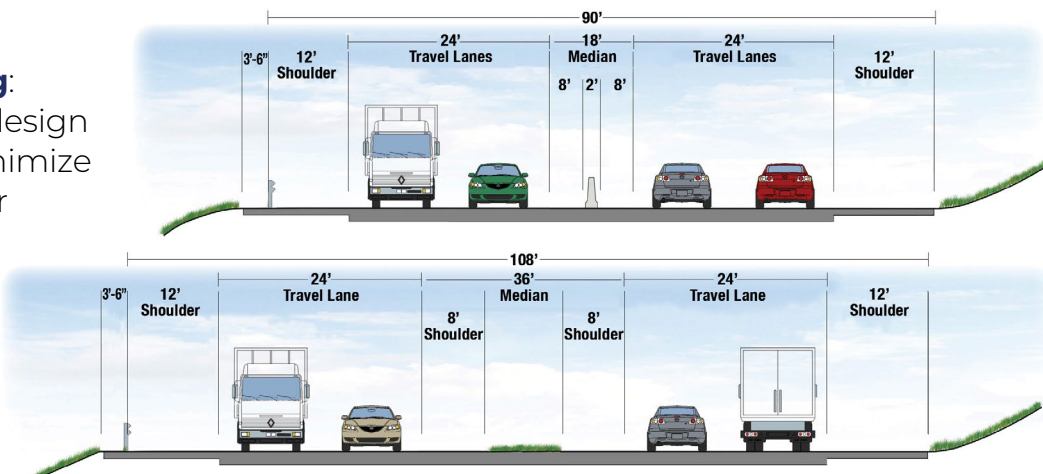 g:
design
nimize
r
90'
24' 18' 24'
3'-6" 12' Travel Lanes Median Travel Lanes 12'
Shoulder Shoulder
8' 2' 8'
108'
24' 36' 24'
3'-6" 12' Travel Lane Median Travel Lane 12'
Shoulder Shoulder
8' 8'
Shoulder Shoulder